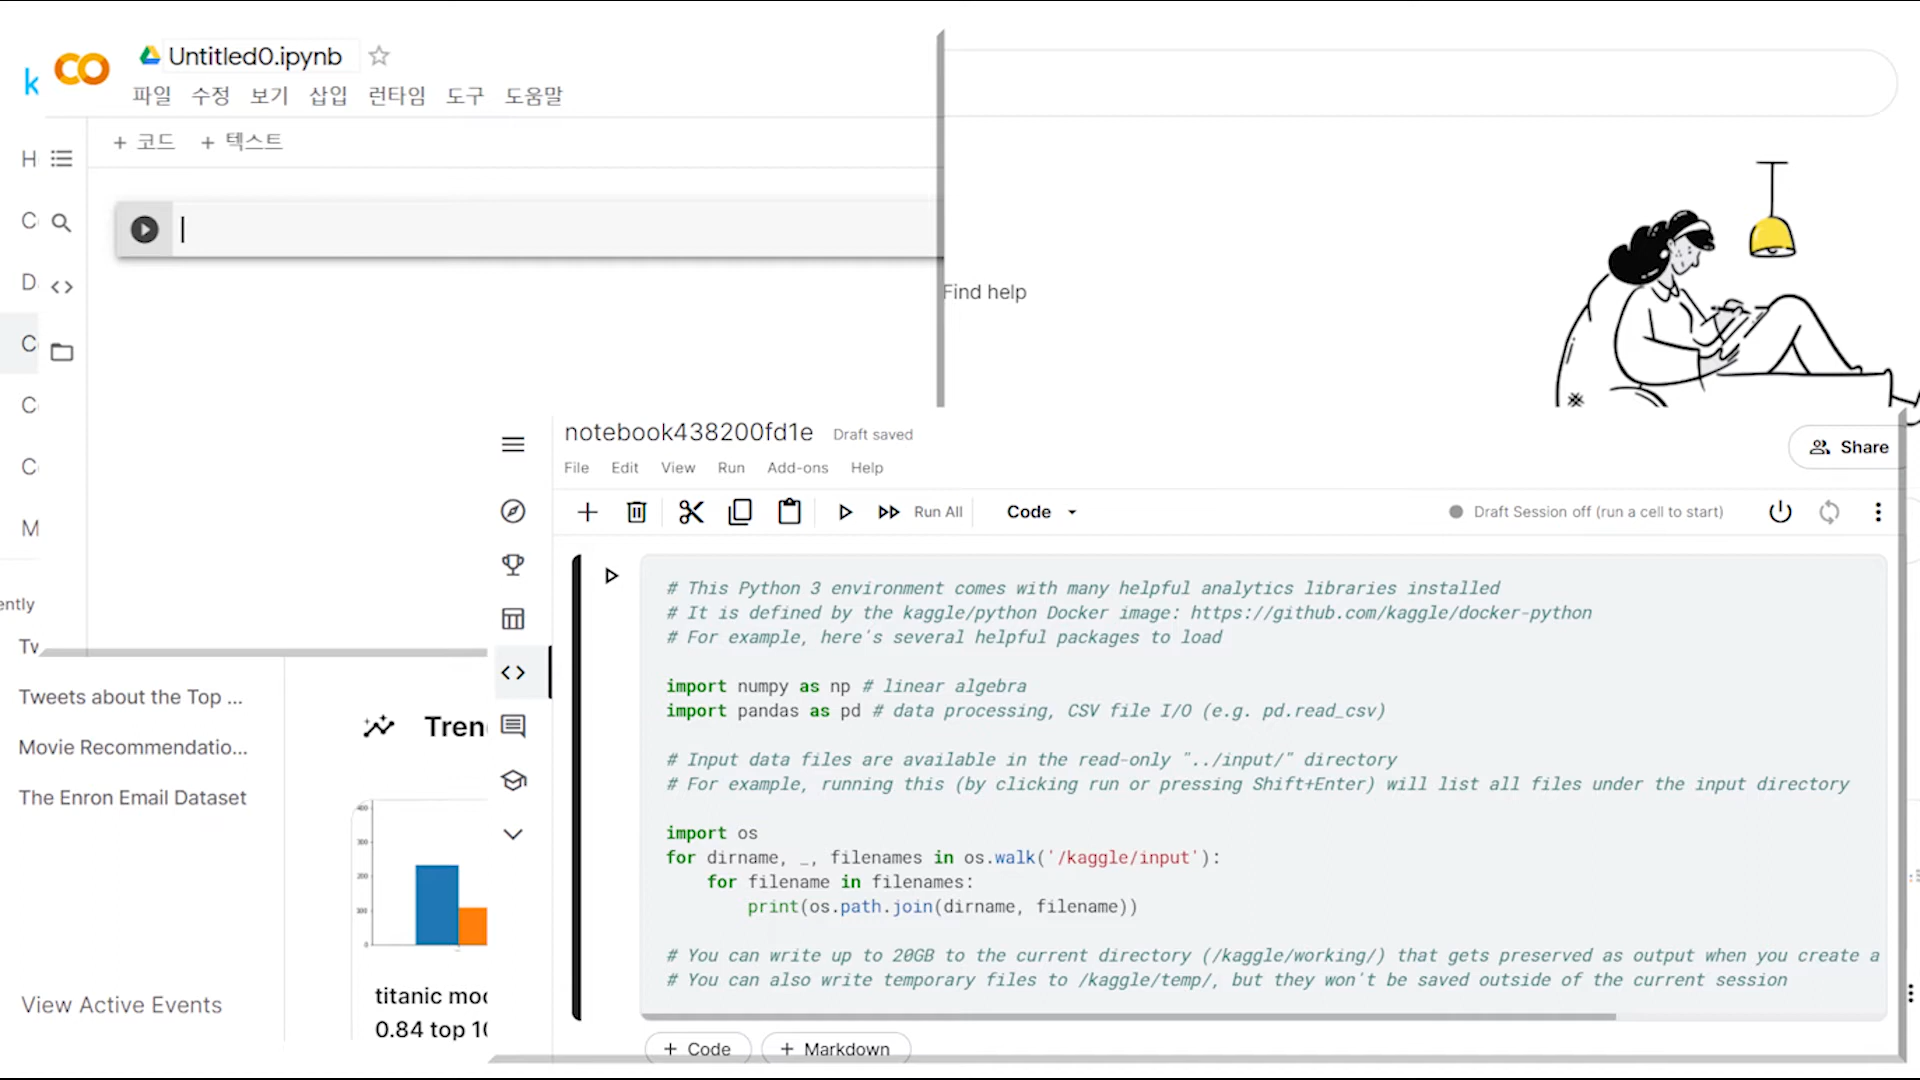 Untitled0.ipynb
파일 수정 보기 삽입 런타임 도구 도움말
+ 코드 + 텍스트
k
H
C
D
C
C
C
M
ently
Tw
Tweets about the Top ...
Movie Recommendatio...
The Enron Email Dataset
View Active Events
Find help
Tren
400
300
200
100
0
titanic mo
0.84 top 1
notebook438200fd1e Draft saved
File Edit View Run Add-ons Help
Share
Run All Code Draft Session off (run a cell to start)
# This Python 3 environment comes with many helpful analytics libraries installed
# It is defined by the kaggle/python Docker image: https://github.com/kaggle/docker-python
# For example, here's several helpful packages to load
import numpy as np # linear algebra
import pandas as pd # data processing, CSV file I/O (e.g. pd.read_csv)
# Input data files are available in the read-only "../input/" directory
# For example, running this (by clicking run or pressing Shift+Enter) will list all files under the input directory
import os
for dirname, _, filenames in os.walk('/kaggle/input'):
for filename in filenames:
print(os.path.join(dirname, filename))
# You can write up to 20GB to the current directory (/kaggle/working/) that gets preserved as output when you create a
# You can also write temporary files to /kaggle/temp/, but they won't be saved outside of the current session
+ Code + Markdown